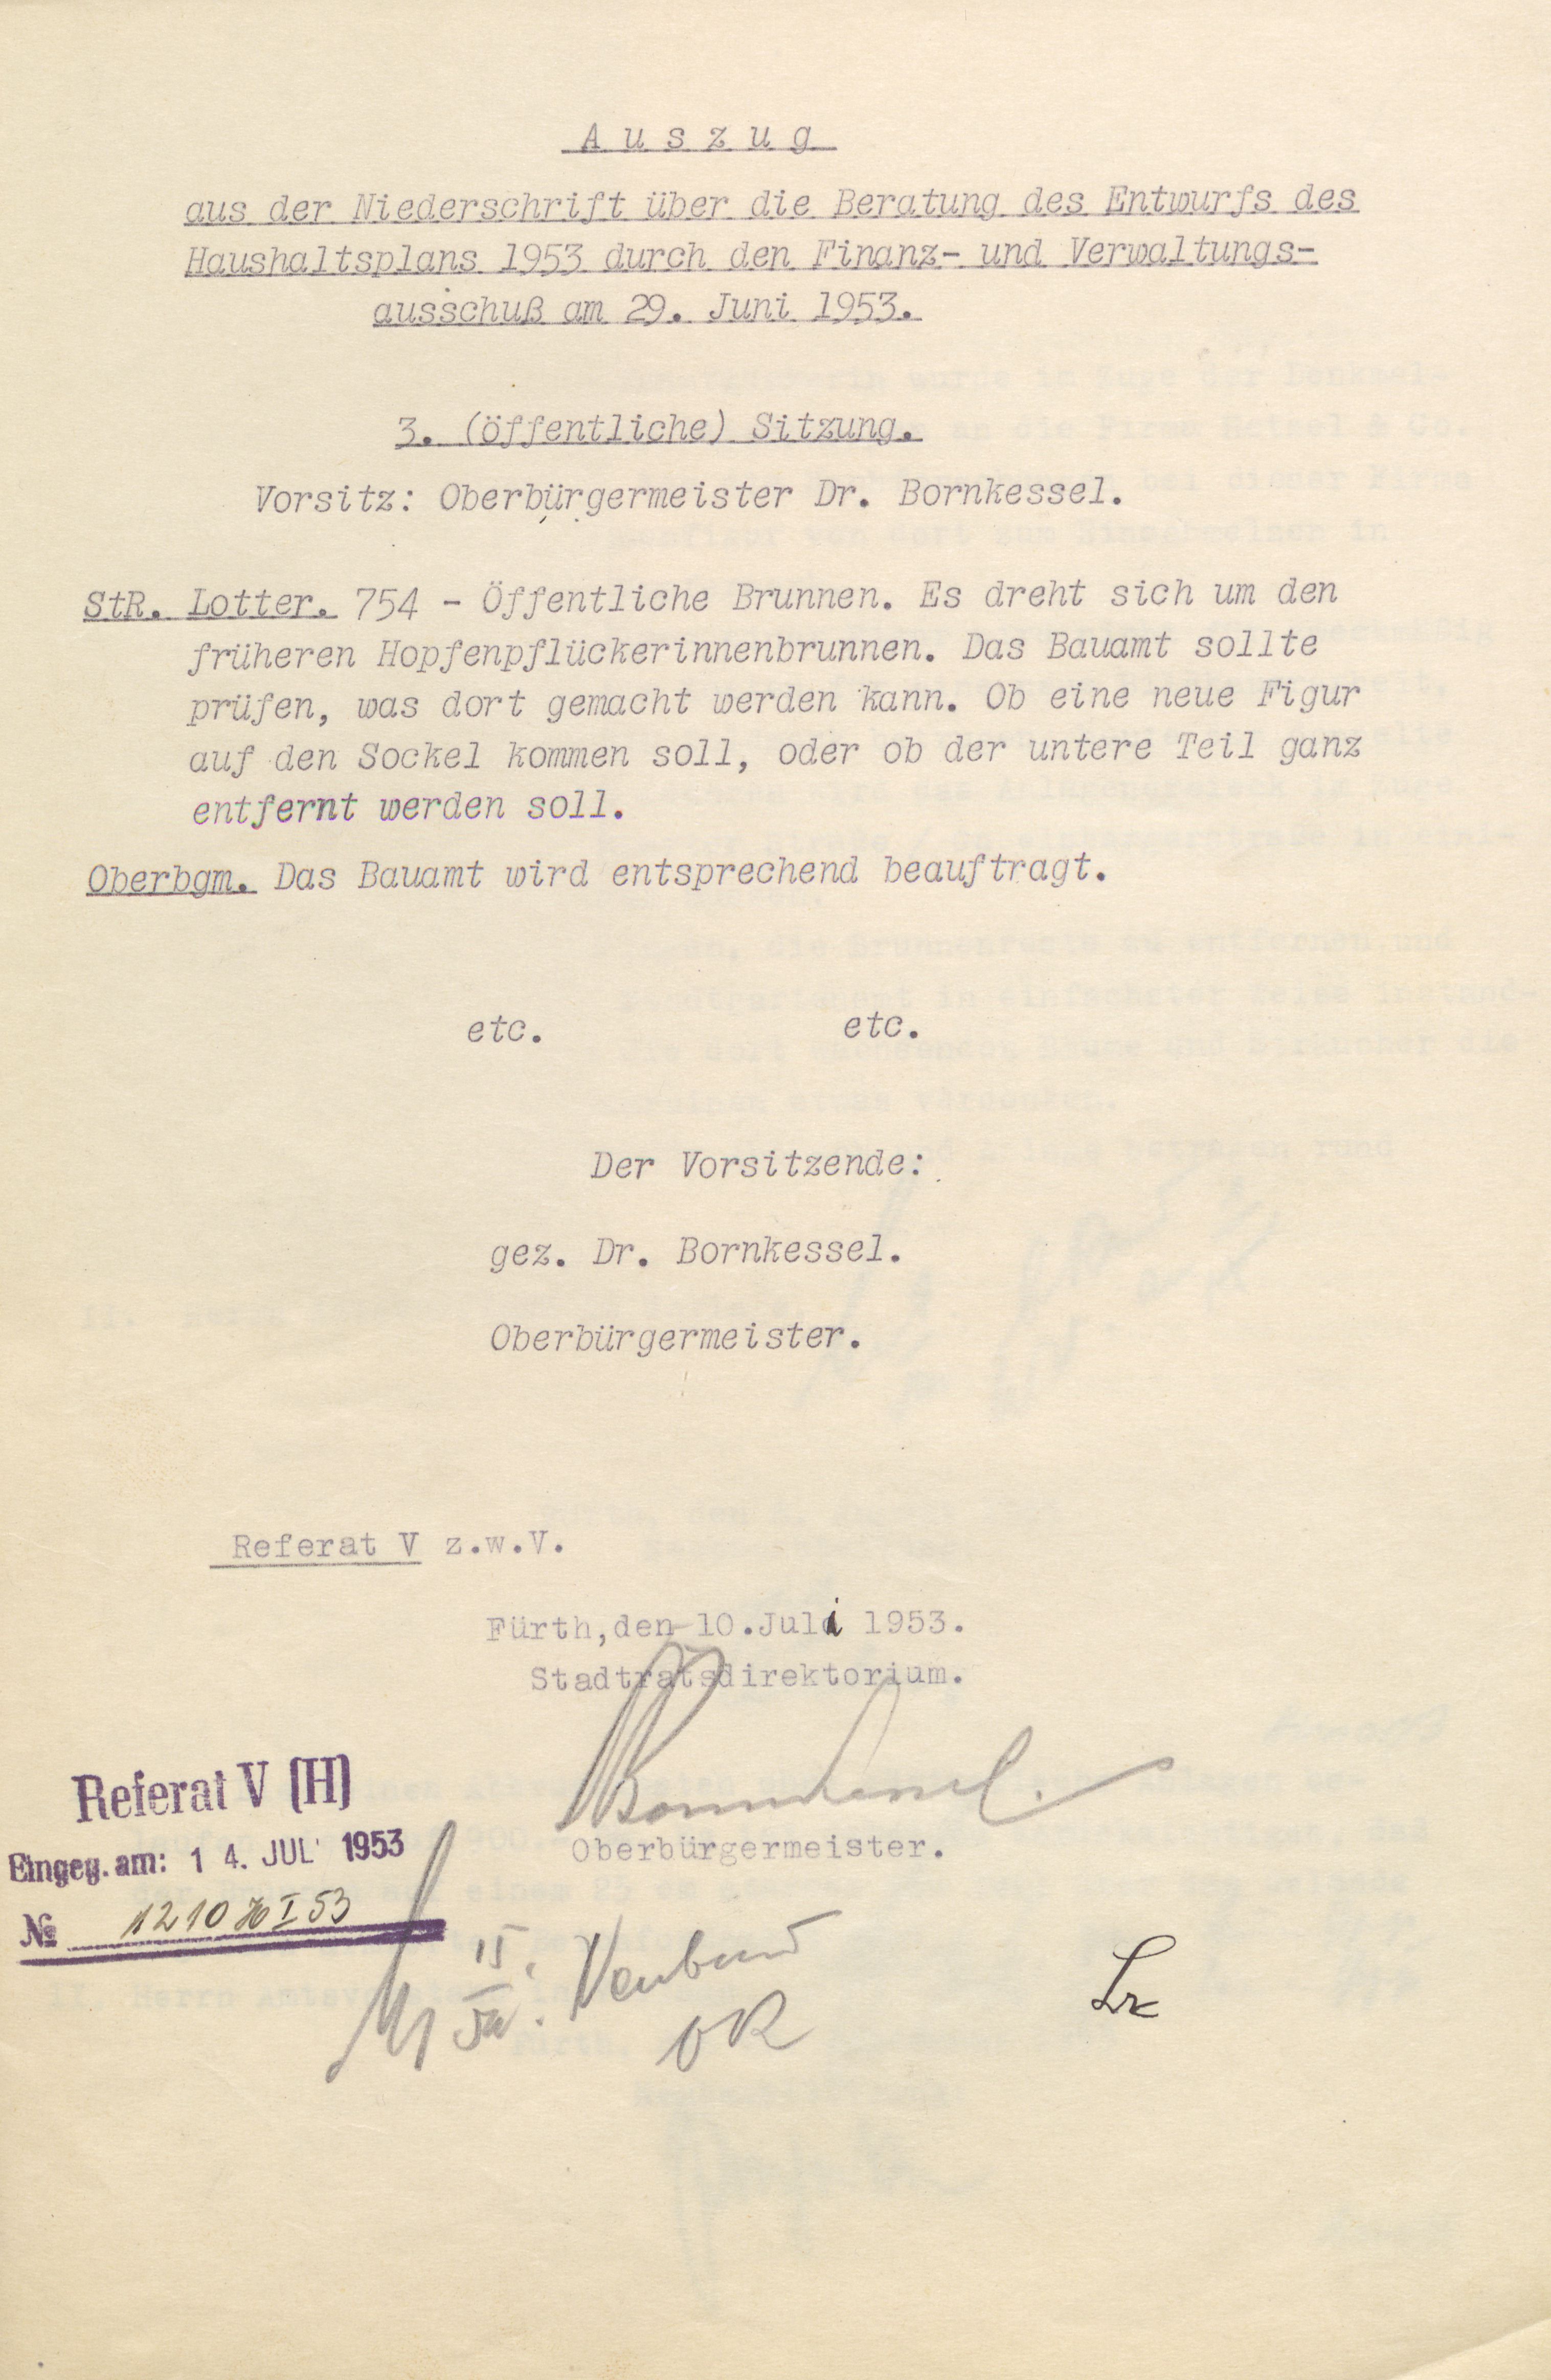 A u s z u g
aus der Niederschrift über die Beratung des Entwurfs des
Haushaltsplans 1953 durch den Finanz- und Verwaltungs-
ausschuß am 29. Juni 1953.
3. (öffentliche) Sitzung.
Vorsitz: Oberbürgermeister Dr. Bornkessel.
StR. Lotter. 754 - Öffentliche Brunnen. Es dreht sich um den
früheren Hopfenpflückerinnenbrunnen. Das Bauamt sollte
prüfen, was dort gemacht werden kann. Ob eine neue Figur
auf den Sockel kommen soll, oder ob der untere Teil ganz
entfernt werden soll.
Oberbgm. Das Bauamt wird entsprechend beauftragt.
etc. etc.
Der Vorsitzende:
gez. Dr. Bornkessel.
Oberbürgermeister.
Referat V z.w.V.
Fürth,den 10.Juli 1953.
Stadtratsdirektorium.
Bornkessel.
Oberbürgermeister.
Referat V (H)
Eingeg. am: 14. JUL 1953
№ 1210 I 53